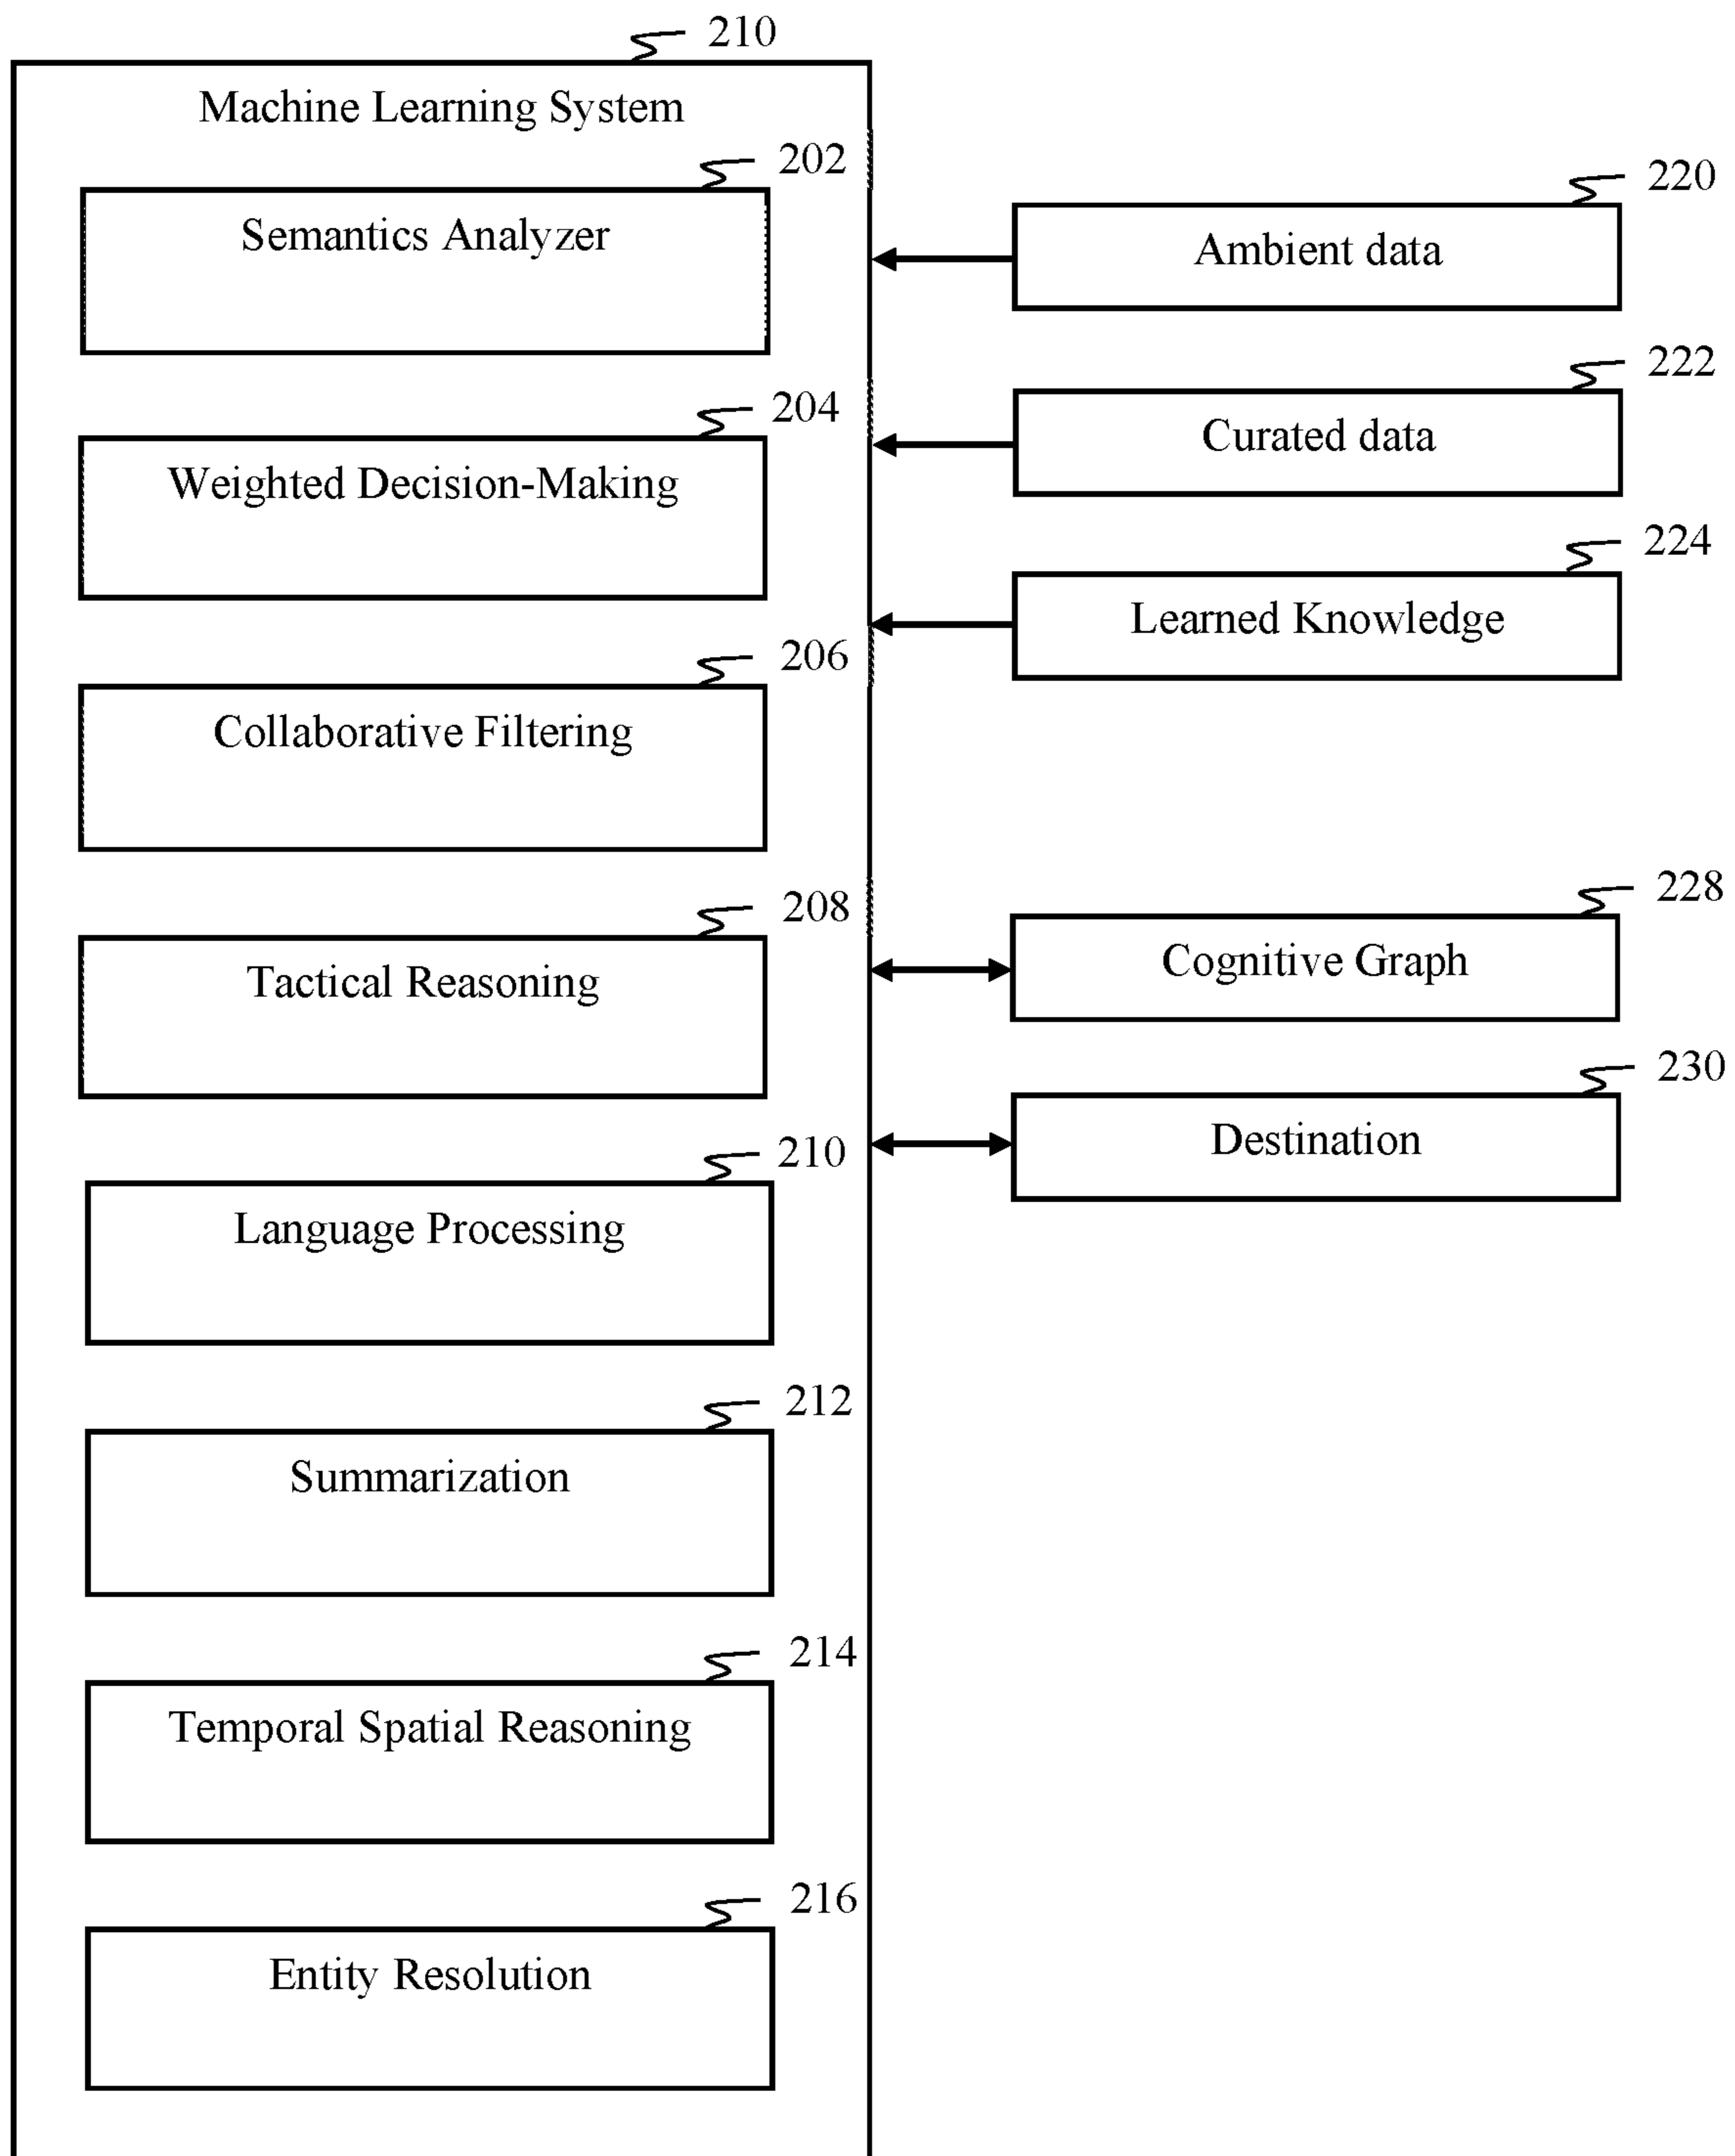 210
Machine Learning System
202
Semantics Analyzer
204
Weighted Decision-Making
206
Collaborative Filtering
208
Tactical Reasoning
210
Language Processing
212
Summarization
214
Temporal Spatial Reasoning
216
Entity Resolution
220
Ambient data
222
Curated data
224
Learned Knowledge
228
Cognitive Graph
230
Destination